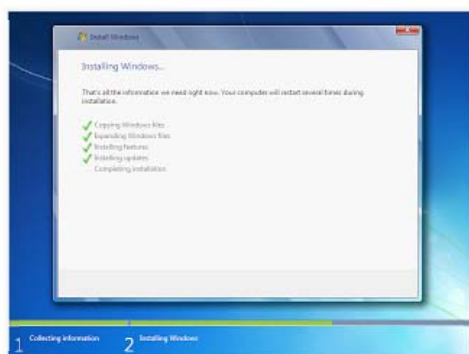 Install Windows
Installing Windows...
That's all the information we need right now. Your computer will restart several times during
installation.
Copying Windows files
Expanding Windows files
Installing features
Installing updates
Completing installation
1 Collecting information
2 Installing Windows